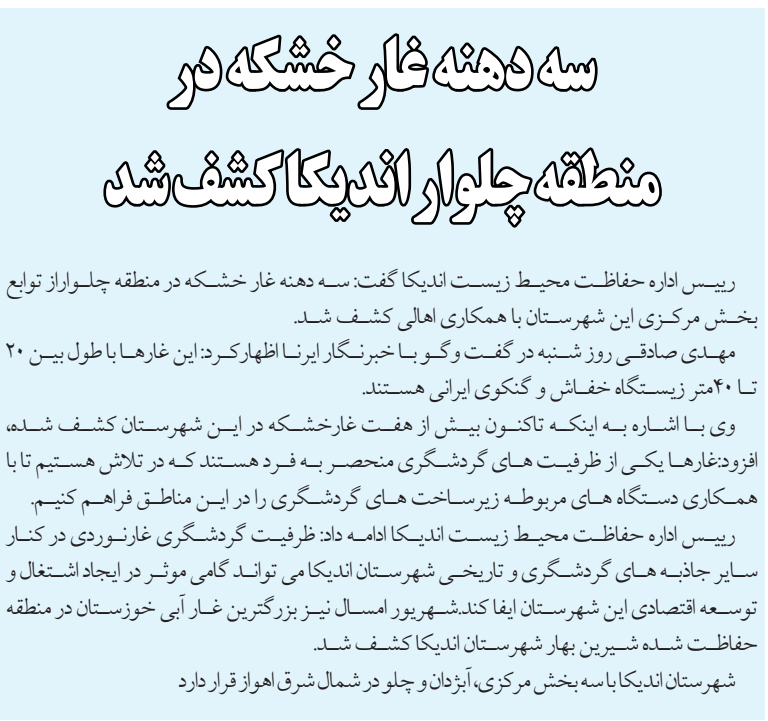 سه دهنه غار خشکه در
منطقه چلوار اندیکا کشف شد
رییس اداره حفاظت محیط زیست اندیکا گفت: سه دهنه غار خشکه در منطقه چلواراز توابع
بخش مرکزی این شهرستان با همکاری اهالی کشف شد.
مهدی صادقی روز شنبه در گفت وگو با خبرنگار ایرنا اظهارکرد: این غارها با طول بین ۲۰
تا ۴۰متر زیستگاه خفاش و گنکوی ایرانی هستند.
وی با اشاره به اینکه تاکنون بیش از هفت غارخشکه در این شهرستان کشف شده،
افزود:غارها یکی از ظرفیت های گردشگری منحصر به فرد هستند که در تلاش هستیم تا با
همکاری دستگاه های مربوطه زیرساخت های گردشگری را در این مناطق فراهم کنیم.
رییس اداره حفاظت محیط زیست اندیکا ادامه داد: ظرفیت گردشگری غارنوردی در کنار
سایر جاذبه های گردشگری و تاریخی شهرستان اندیکا می تواند گامی موثر در ایجاد اشتغال و
توسعه اقتصادی این شهرستان ایفا کند.شهریور امسال نیز بزرگترین غار آبی خوزستان در منطقه
حفاظت شده شیرین بهار شهرستان اندیکا کشف شد.
شهرستان اندیکا با سه بخش مرکزی، آبژدان و چلو در شمال شرق اهواز قرار دارد